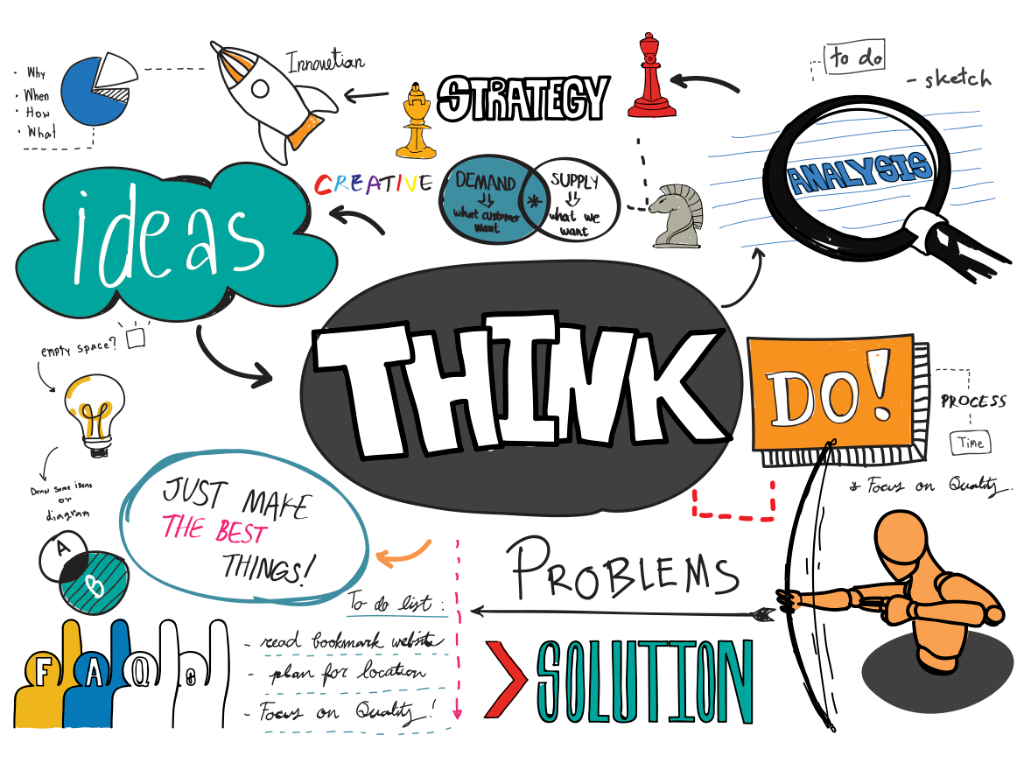 • Why
• When
• How
• What
Innovation
STRATEGY
to do
- sketch
ANALYSIS
CREATIVE
ideas
DEMAND
what customer
want
*
SUPPLY
what we
want
THINK
DO!
PROCESS
Time
* Focus on Quality.
empty space?
Draw some ideas
or
diagram
A
B
JUST MAKE
THE BEST
THINGS!
PROBLEMS
SOLUTION
To do list :
- read bookmark website
- plan for location
- Focus on Quality!
FAQs